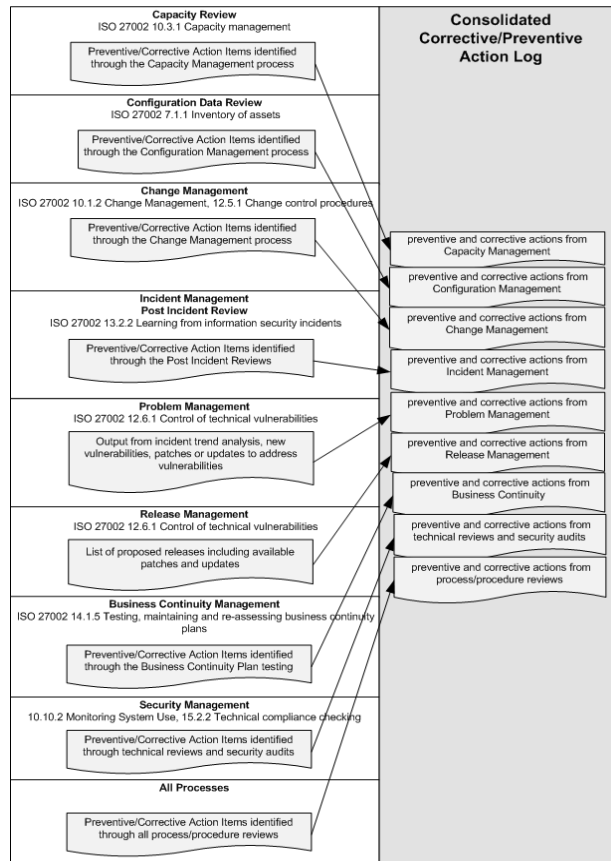 Capacity Review
ISO 27002 10.3.1 Capacity management
Preventive/Corrective Action Items identified
through the Capacity Management process
Configuration Data Review
ISO 27002 7.1.1 Inventory of assets
Preventive/Corrective Action Items identified
through the Configuration Management
process
Change Management
ISO 27002 10.1.2 Change Management, 12.5.1 Change control procedures
Preventive/Corrective Action Items identified
through the Change Management process
Incident Management
Post Incident Review
ISO 27002 13.2.2 Learning from information security incidents
Preventive/Corrective Action Items identified
through the Post Incident Reviews
Problem Management
ISO 27002 12.6.1 Control of technical vulnerabilities
Output from incident trend analysis, new
vulnerabilities, patches or updates to address
vulnerabilities
Release Management
ISO 27002 12.6.1 Control of technical vulnerabilities
List of proposed releases including available
patches and updates
Business Continuity Management
ISO 27002 14.1.5 Testing, maintaining and re-assessing business continuity
plans
Preventive/Corrective Action Items identified
through the Business Continuity Plan testing
Security Management
10.10.2 Monitoring System Use, 15.2.2 Technical compliance checking
Preventive/Corrective Action Items identified
through technical reviews and security audits
All Processes
Preventive/Corrective Action Items identified
through all process/procedure reviews
Consolidated
Corrective/Preventive
Action Log
preventive and corrective actions from
Capacity Management
preventive and corrective actions from
Configuration Management
preventive and corrective actions from
Change Management
preventive and corrective actions from
Incident Management
preventive and corrective actions from
Problem Management
preventive and corrective actions from
Release Management
preventive and corrective actions from
Business Continuity
preventive and corrective actions from
technical reviews and security audits
preventive and corrective actions from
process/procedure reviews